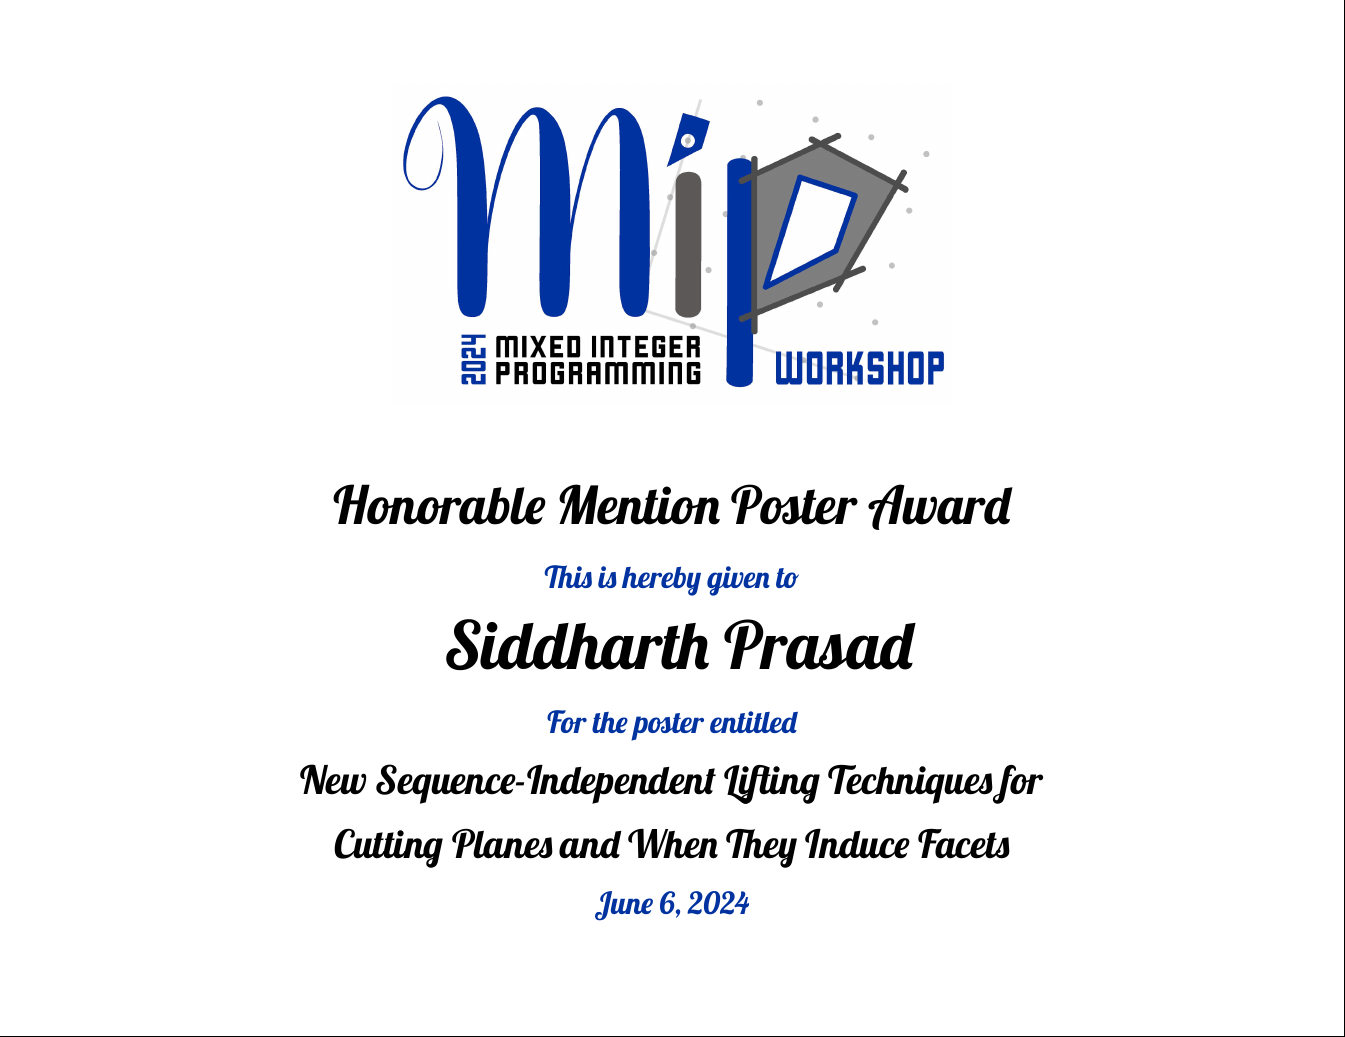 Mip
2024 MIXED INTEGER
PROGRAMMING
WORKSHOP
Honorable Mention Poster Award
This is hereby given to
Siddharth Prasad
For the poster entitled
New Sequence-Independent Lifting Techniques for
Cutting Planes and When They Induce Facets
June 6, 2024